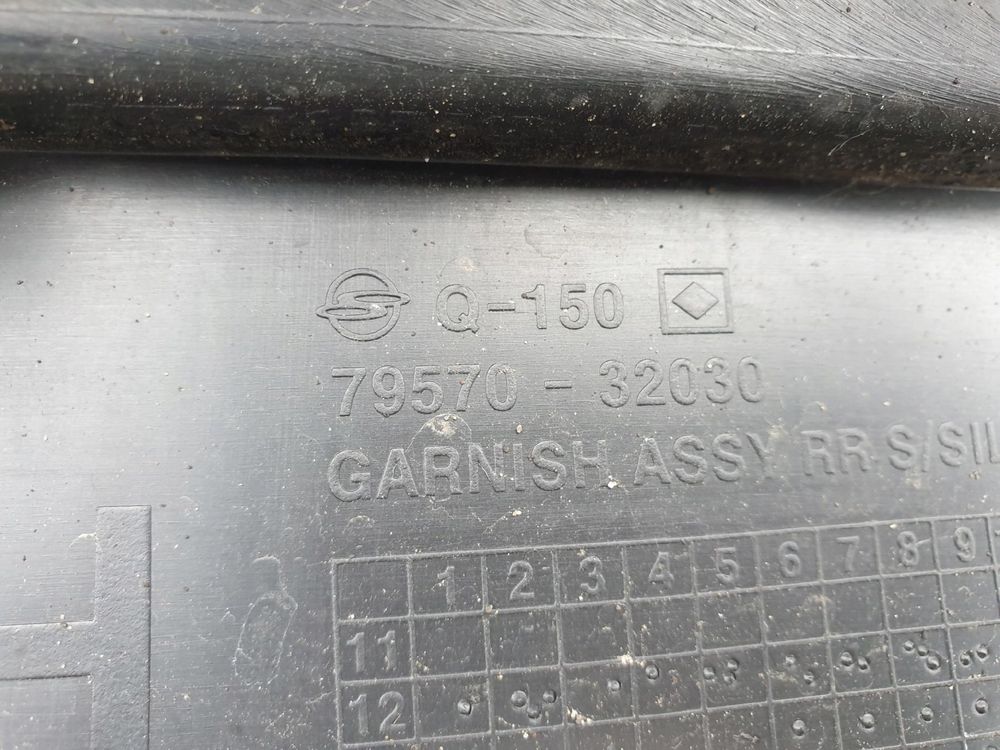 Q-150
79570-32030
GARNISH ASSY RR S/SIL
1 2 3 4 5 6 7 8 9
11
12